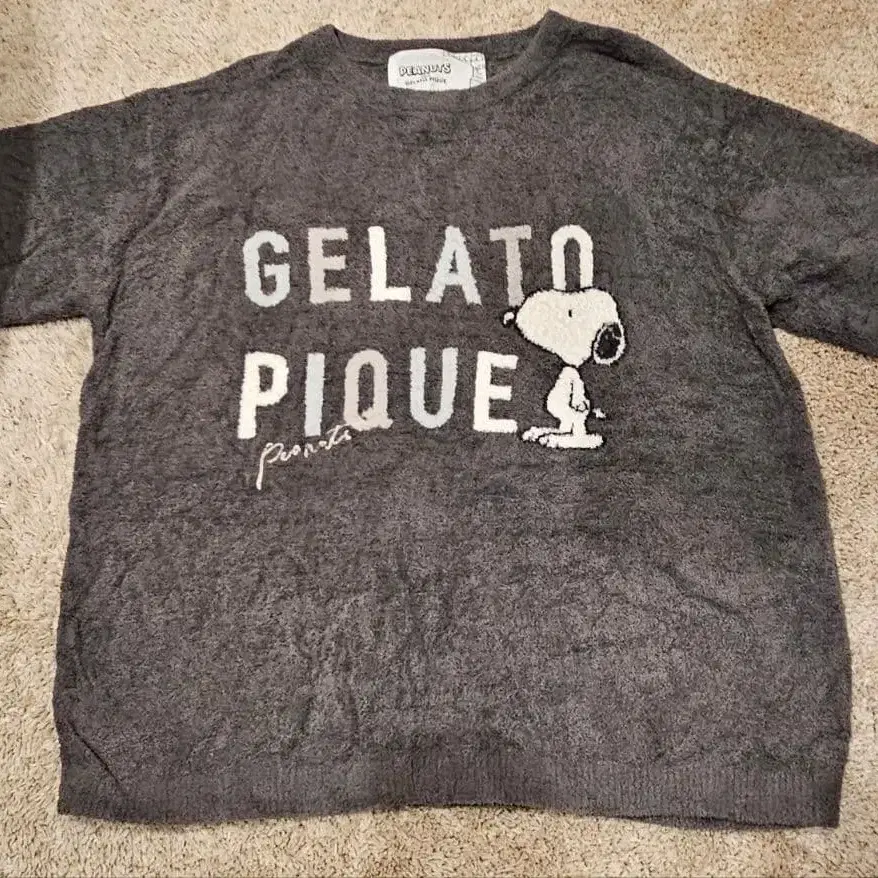 PEANUTS
GELATO PIQUE
GELATO
PIQUE
Peanuts